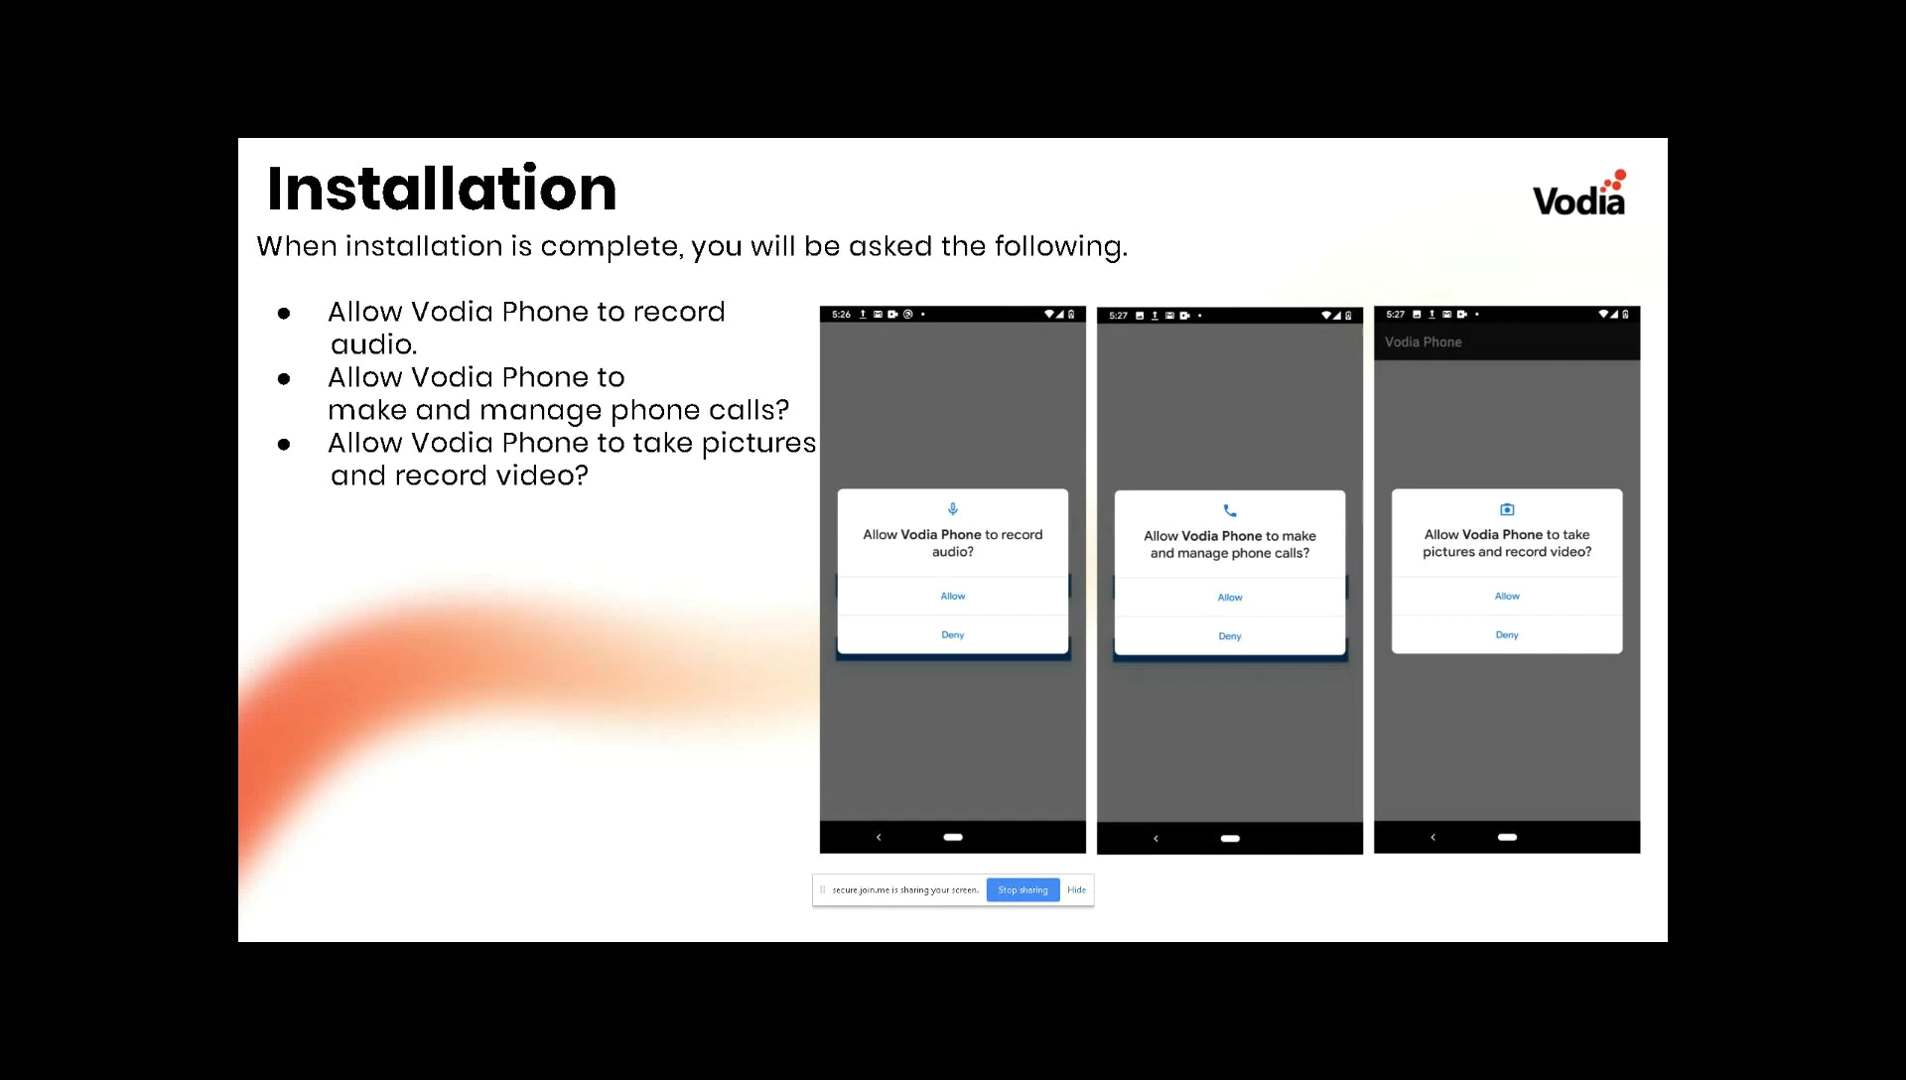 Installation
Vodia
When installation is complete, you will be asked the following.
● Allow Vodia Phone to record
audio.
● Allow Vodia Phone to
make and manage phone calls?
● Allow Vodia Phone to take pictures
and record video?
5:26
Allow Vodia Phone to record
audio?
Allow
Deny
5:27
Allow Vodia Phone to make
and manage phone calls?
Allow
Deny
5:27
Vodia Phone
Allow Vodia Phone to take
pictures and record video?
Allow
Deny
secure.join.me is sharing your screen.
Stop sharing
Hide